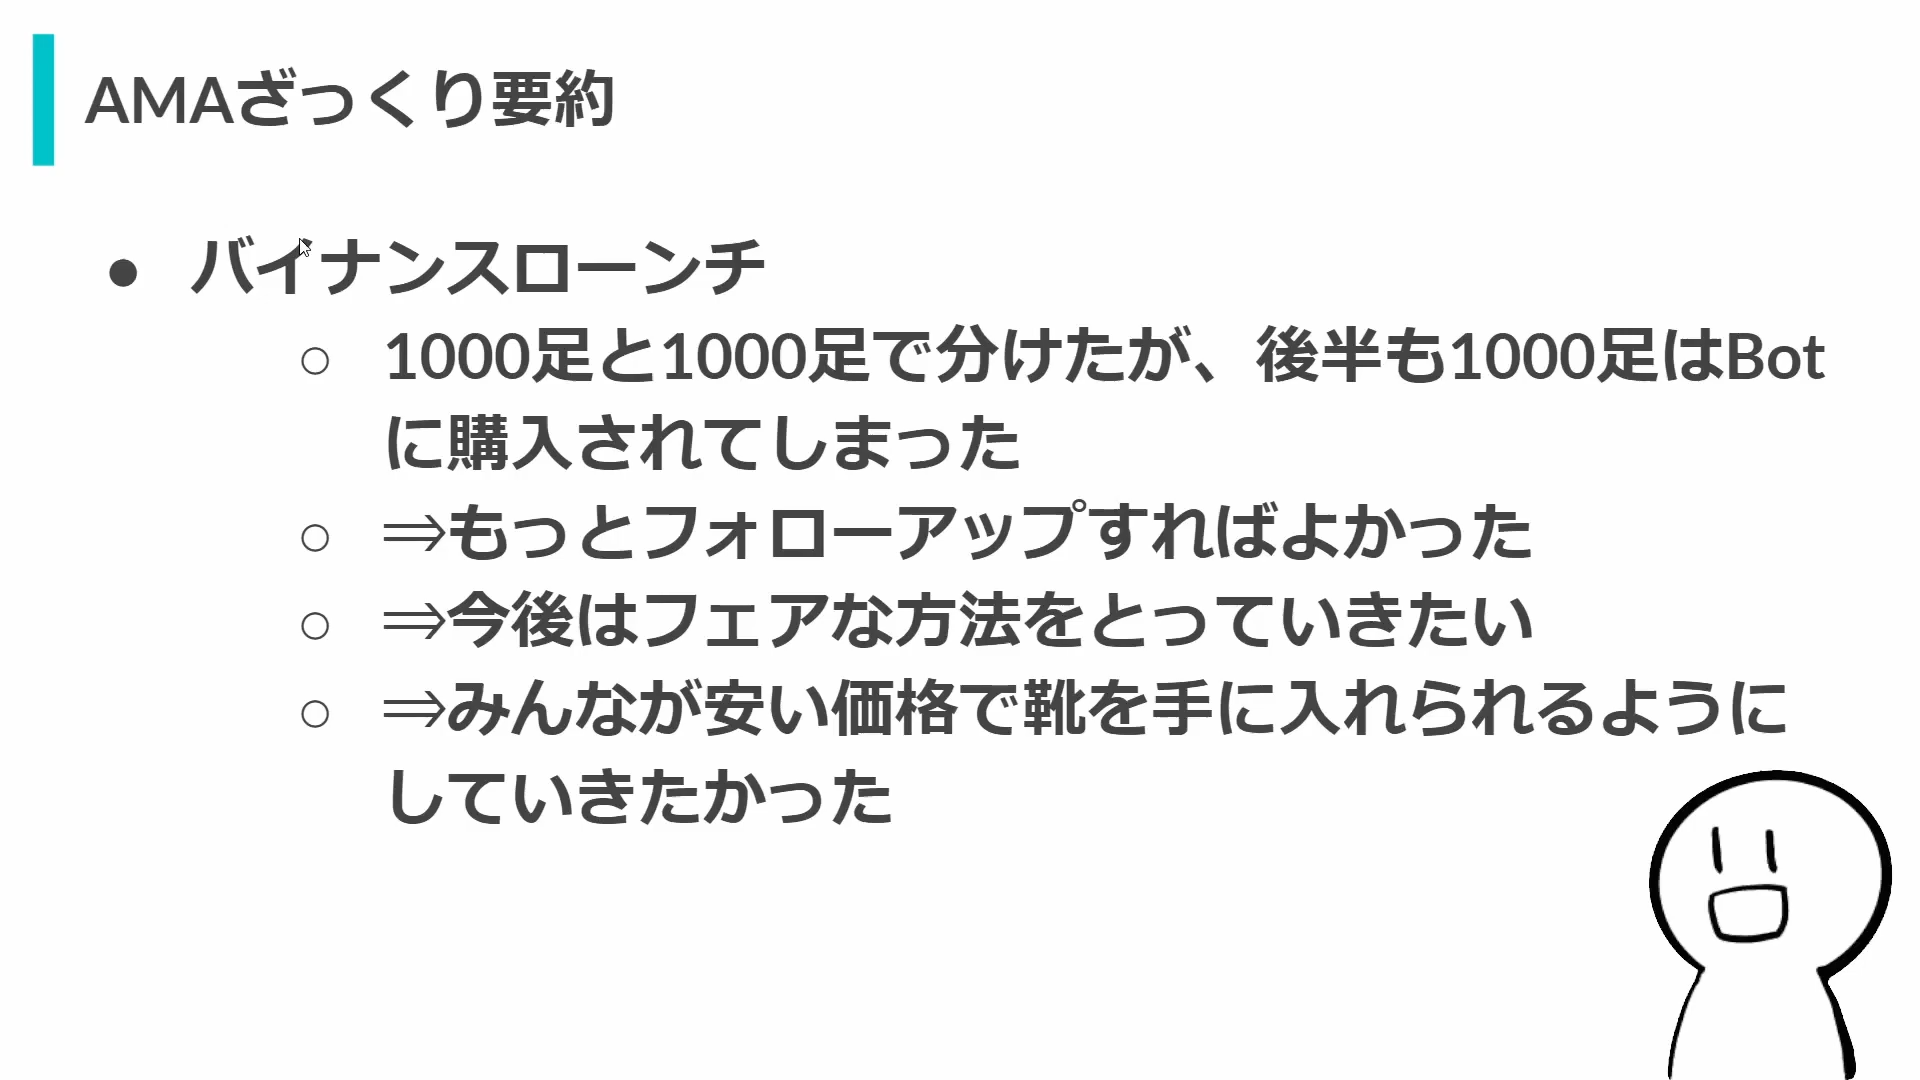 AMAざっくり要約
● バイナンスローンチ
○ 1000足と1000足で分けたが、後半も1000足はBot
に購入されてしまった
○ ⇒もっとフォローアップすればよかった
○ ⇒今後はフェアな方法をとっていきたい
○ ⇒みんなが安い価格で靴を手に入れられるように
していきたかった